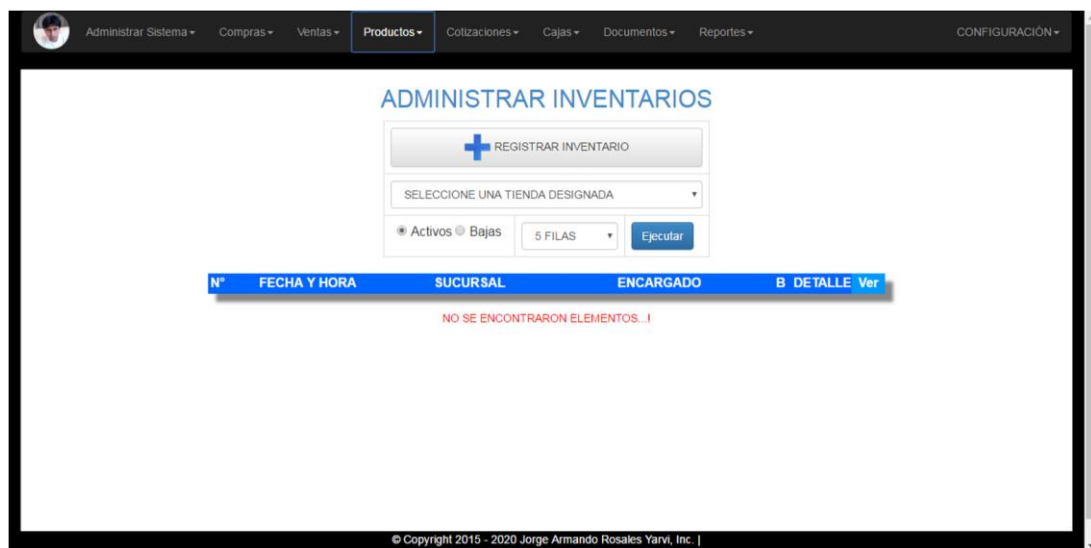 Administrar Sistema Compras Ventas Productos Cotizaciones Cajas Documentos Reportes CONFIGURACIÓN
ADMINISTRAR INVENTARIOS
REGISTRAR INVENTARIO
SELECCIONE UNA TIENDA DESIGNADA
Activos Bajas 5 FILAS Ejecutar
N° FECHA Y HORA SUCURSAL ENCARGADO B DETALLE Ver
NO SE ENCONTRARON ELEMENTOS...!
© Copyright 2015 - 2020 Jorge Armando Rosales Yarvi, Inc. |